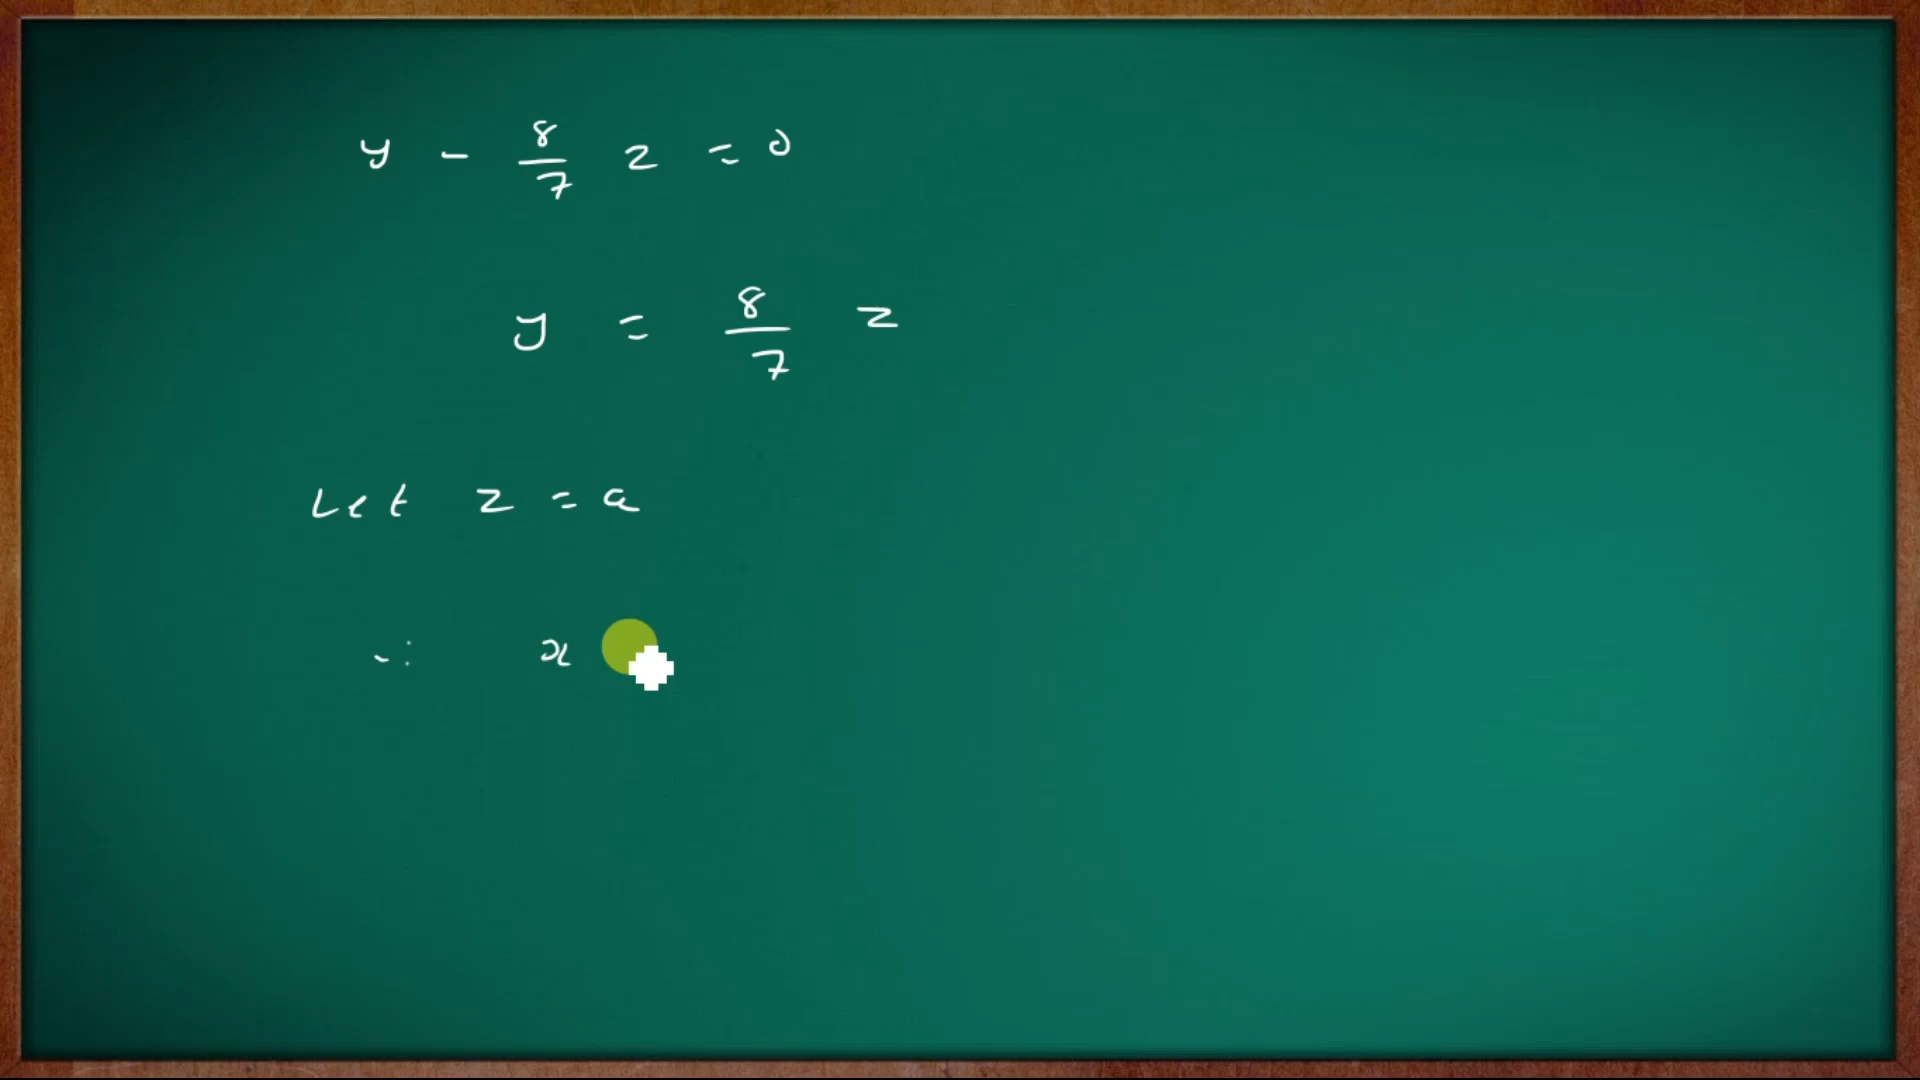 y - 8/7 z = 0
y = 8/7 z
Let z = a
∴ x